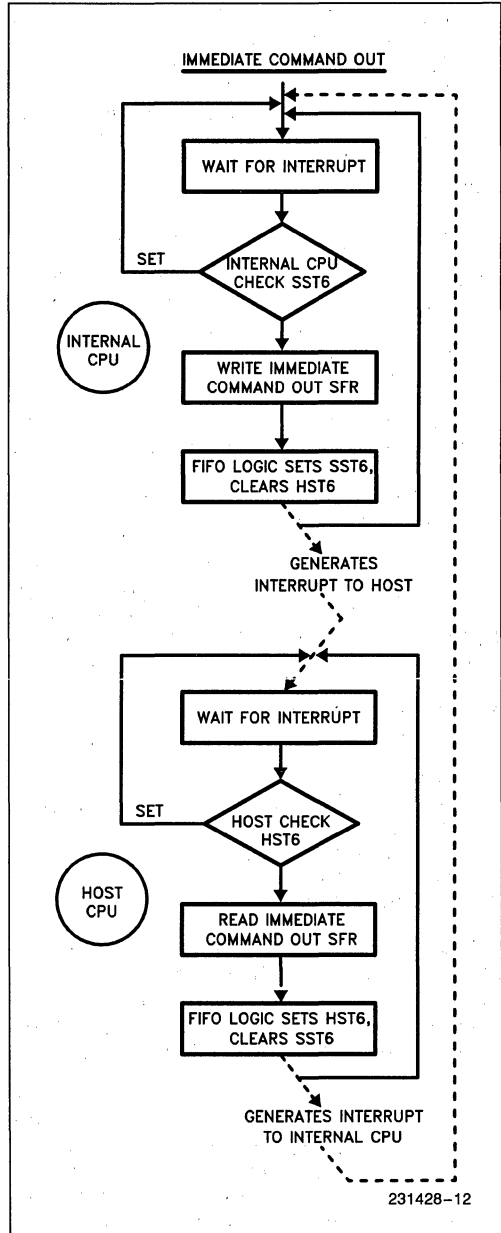 IMMEDIATE COMMAND OUT
WAIT FOR INTERRUPT
SET
INTERNAL CPU
CHECK SST6
INTERNAL
CPU
WRITE IMMEDIATE
COMMAND OUT SFR
FIFO LOGIC SETS SST6,
CLEARS HST6
GENERATES
INTERRUPT TO HOST
WAIT FOR INTERRUPT
SET
HOST CHECK
HST6
HOST
CPU
READ IMMEDIATE
COMMAND OUT SFR
FIFO LOGIC SETS HST6,
CLEARS SST6
GENERATES INTERRUPT
TO INTERNAL CPU
231428-12